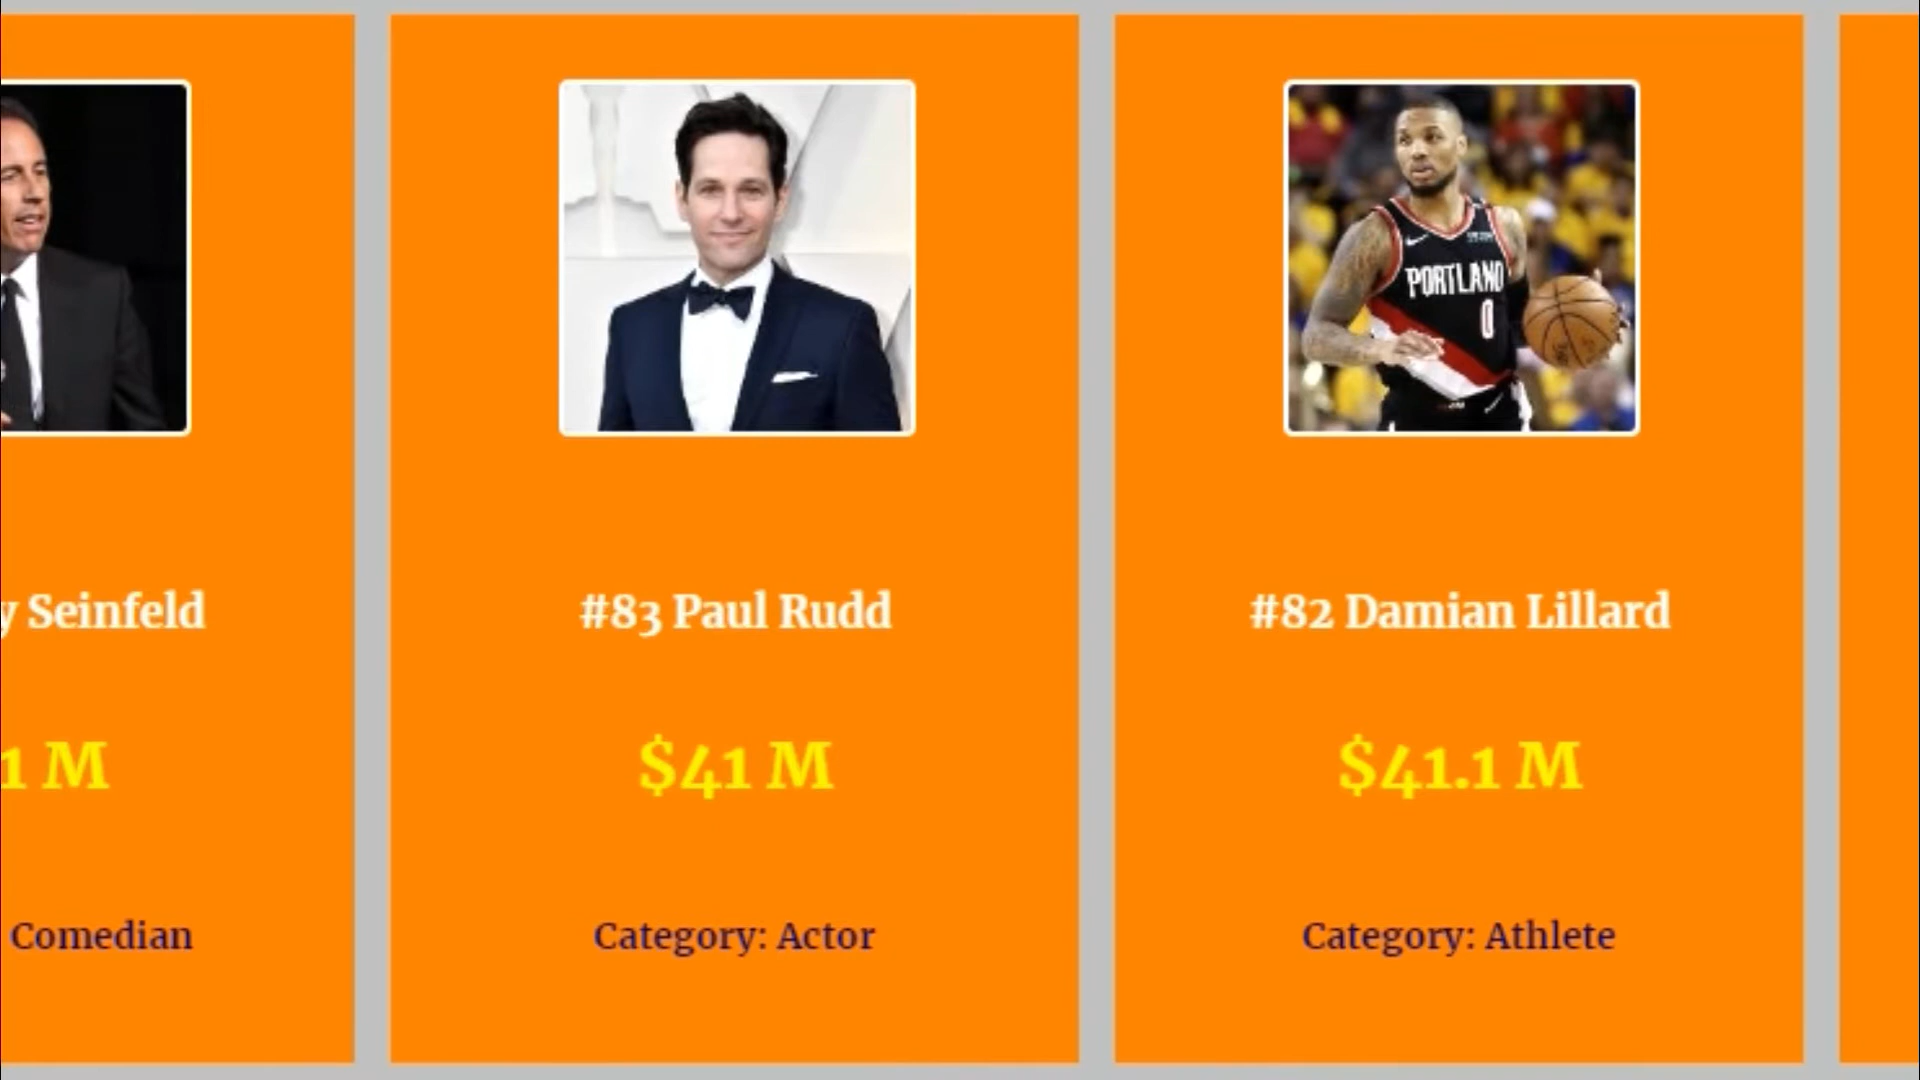 y Seinfeld
1 M
Comedian
#83 Paul Rudd
$41 M
Category: Actor
PORTLAND
0
#82 Damian Lillard
$41.1 M
Category: Athlete